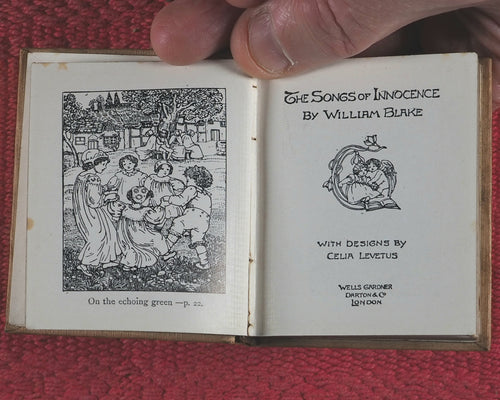 On the echoing green —p. 22.
THE SONGS OF INNOCENCE
BY WILLIAM BLAKE
WITH DESIGNS BY
CELIA LEVETUS
WELLS GARDNER
DARTON & Co
LONDON